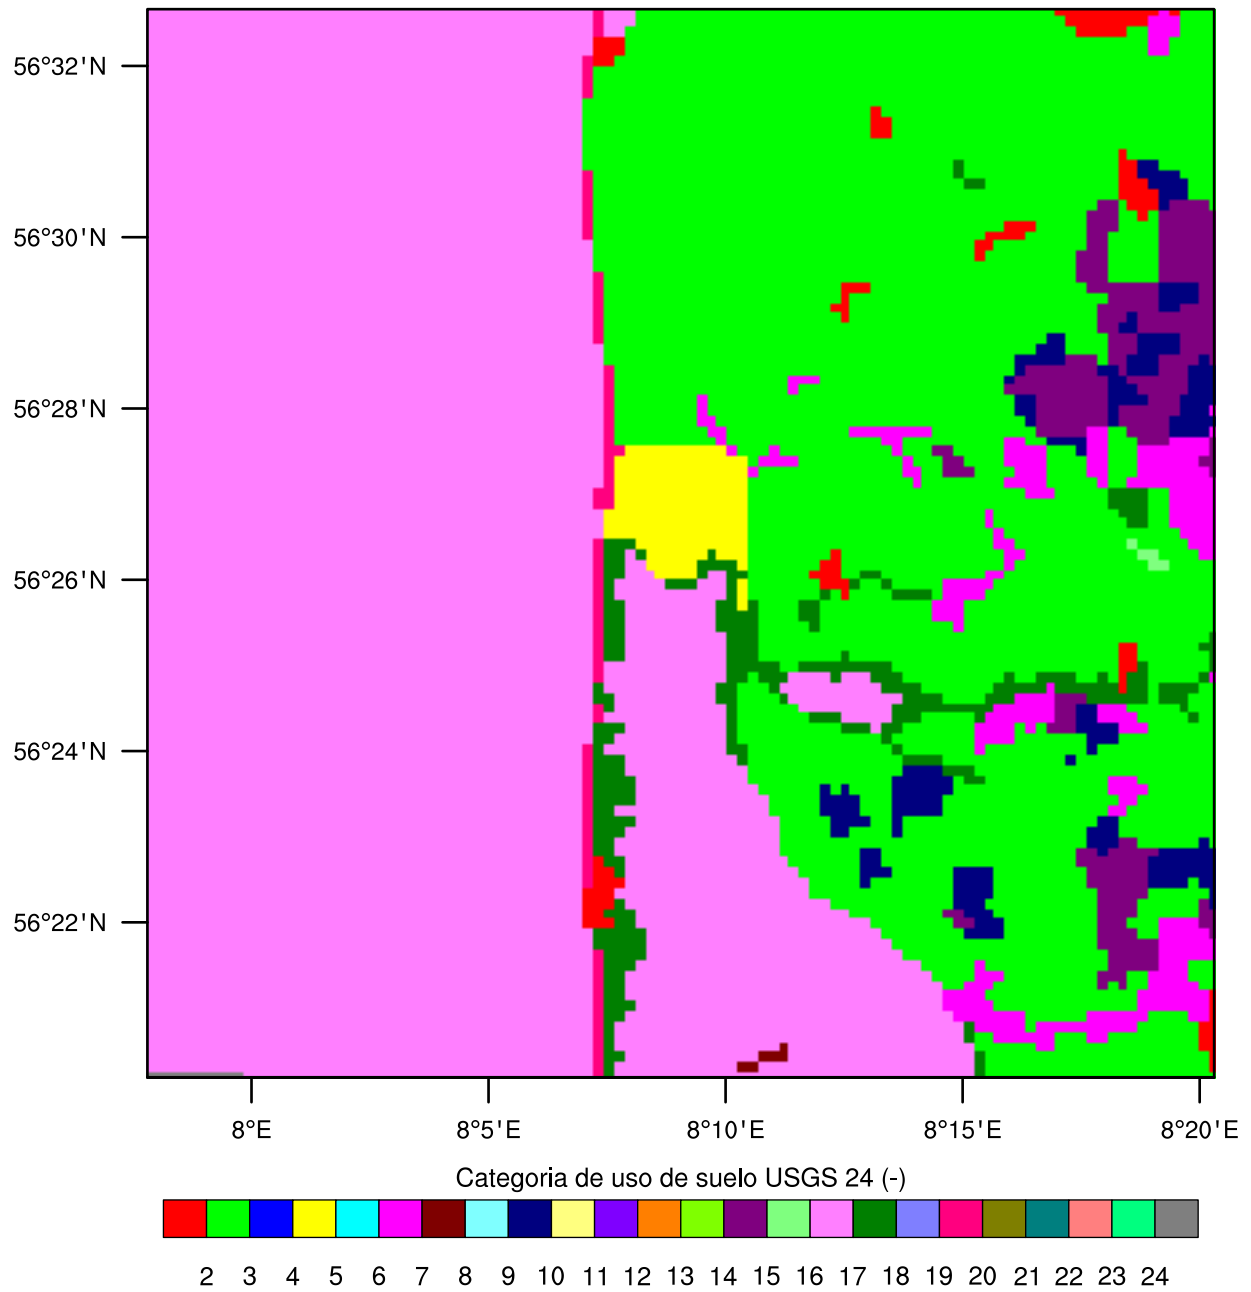 56°32'N
56°30'N
56°28'N
56°26'N
56°24'N
56°22'N
8°E 8°5'E 8°10'E 8°15'E 8°20'E
Categoria de uso de suelo USGS 24 (-)
2 3 4 5 6 7 8 9 10 11 12 13 14 15 16 17 18 19 20 21 22 23 24